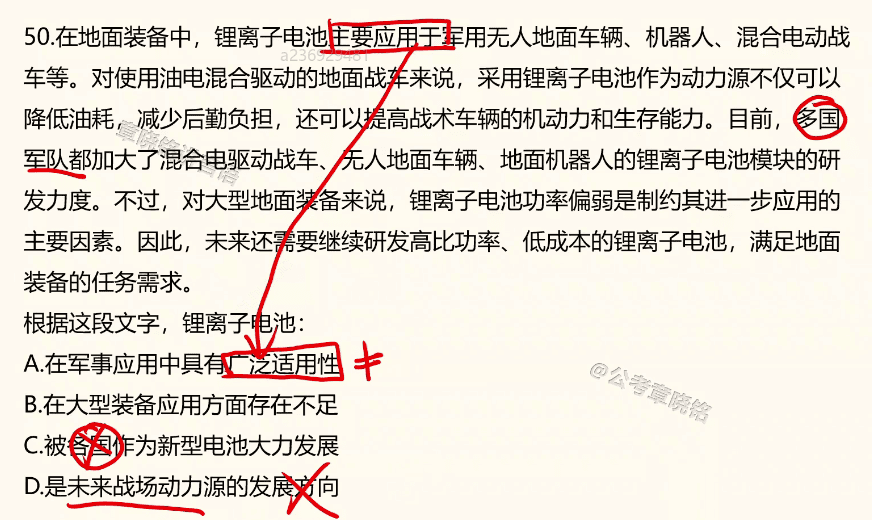 50.在地面装备中，锂离子电池主要应用于军用无人地面车辆、机器人、混合电动战
a236929481
车等。对使用油电混合驱动的地面战车来说，采用锂离子电池作为动力源不仅可以
降低油耗，减少后勤负担，还可以提高战术车辆的机动力和生存能力。目前，多国
军队都加大了混合电驱动战车、无人地面车辆、地面机器人的锂离子电池模块的研
发力度。不过，对大型地面装备来说，锂离子电池功率偏弱是制约其进一步应用的
主要因素。因此，未来还需要继续研发高比功率、低成本的锂离子电池，满足地面
装备的任务需求。
根据这段文字，锂离子电池：
A.在军事应用中具有广泛适用性 ≠
B.在大型装备应用方面存在不足
@公考章晓铭
C.被各国作为新型电池大力发展
D.是未来战场动力源的发展方向